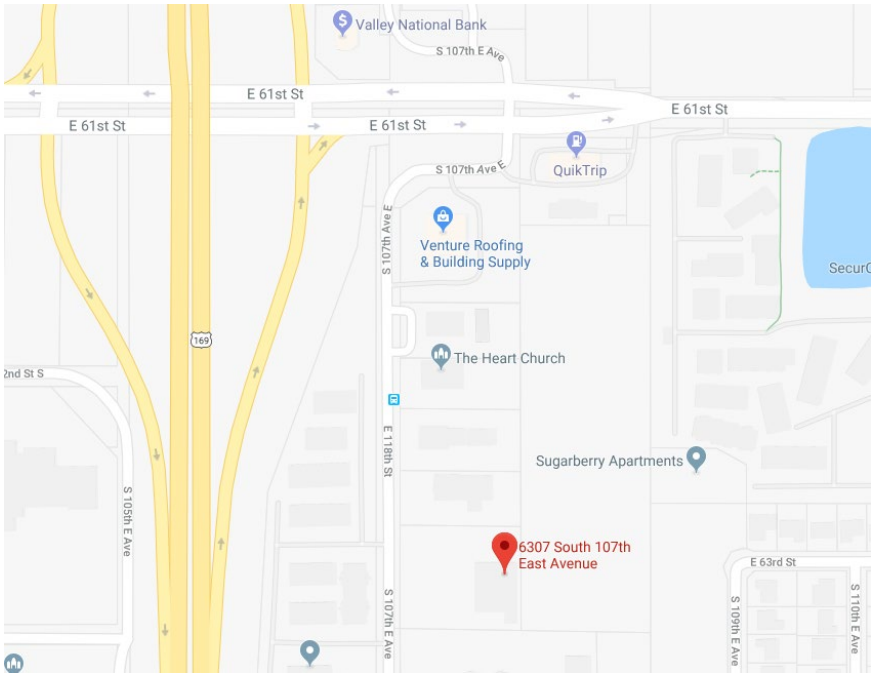 Valley National Bank
S 107th E Ave
E 61st St
E 61st St
E 61st St
E 61st St
S 107th Ave E
QuikTrip
S 107th Ave E
Venture Roofing
& Building Supply
SecurC
169
The Heart Church
2nd St S
E 118th St
Sugarberry Apartments
S 105th E Ave
6307 South 107th
East Avenue
E 63rd St
S 107th E Ave
S 109th E Ave
S 110th E Ave